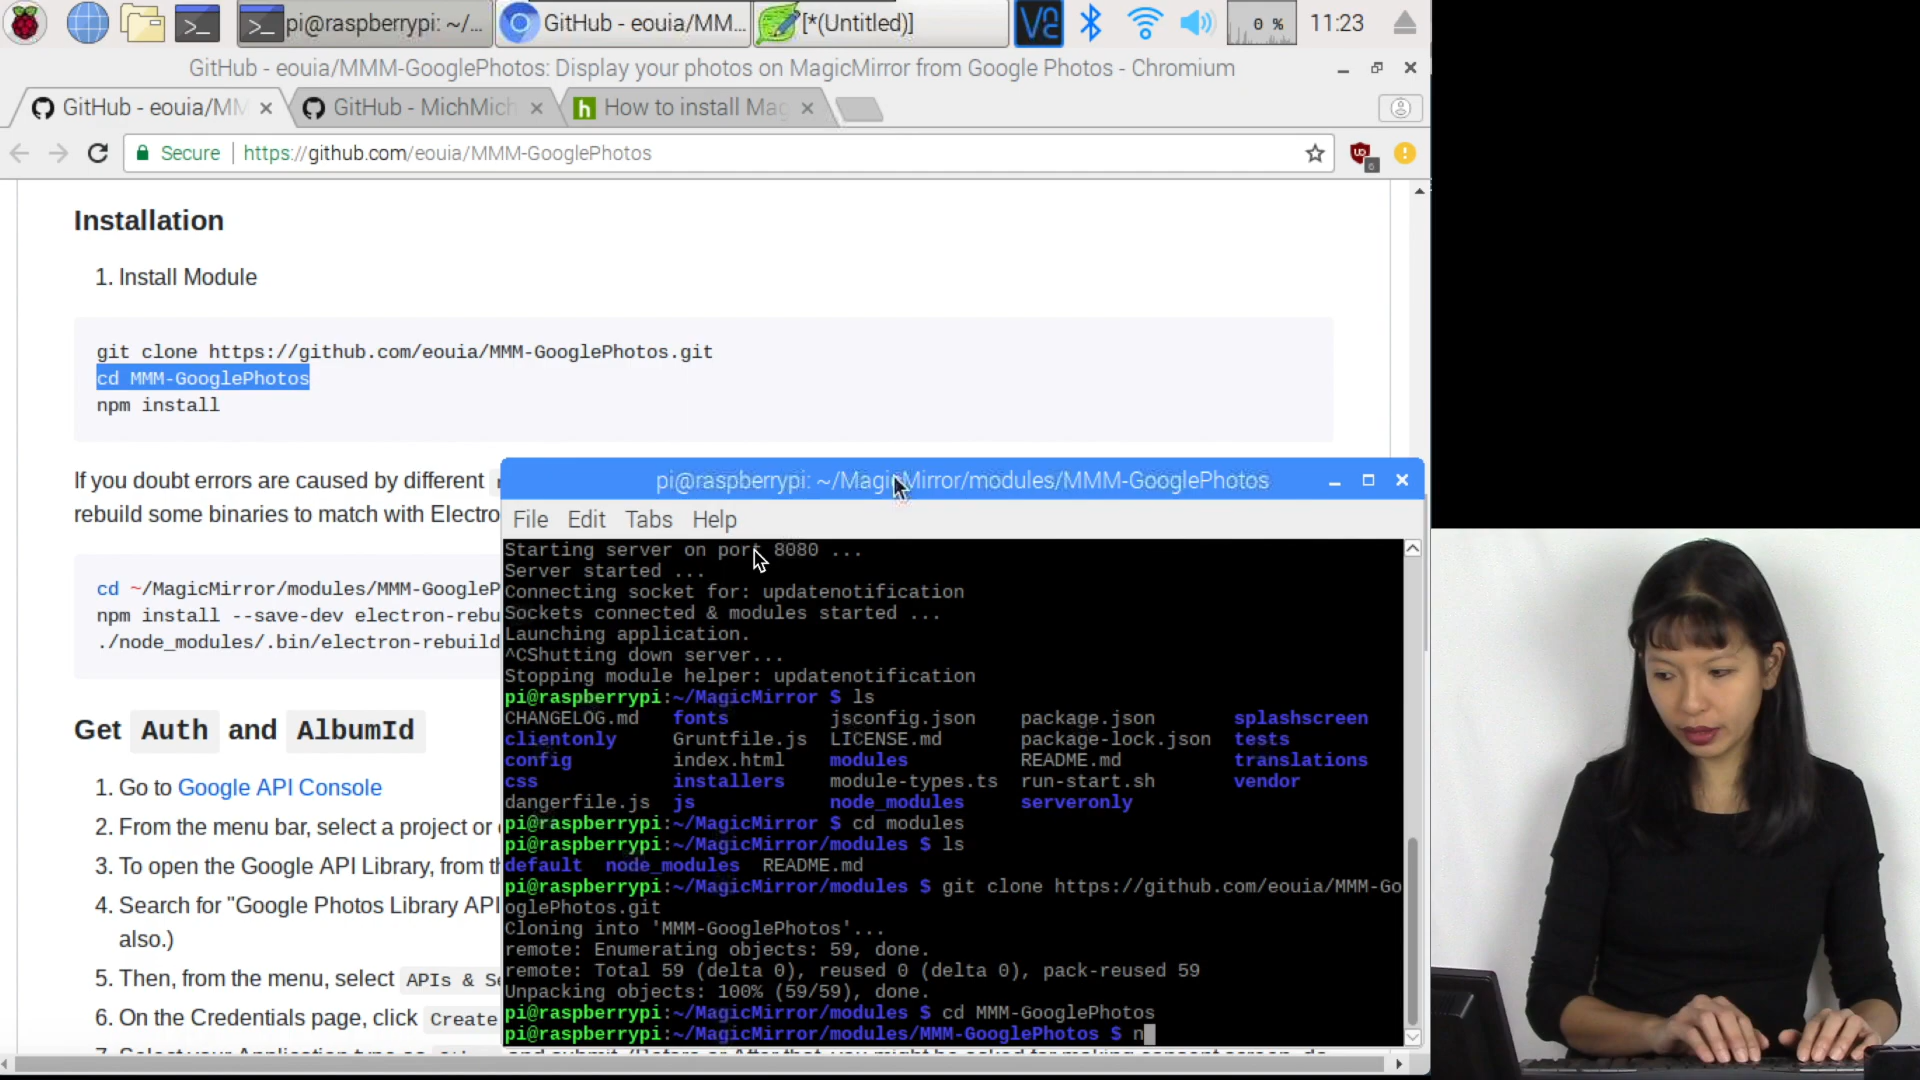 pi@raspberrypi: ~/...
GitHub - eouia/MM...
[*(Untitled)]
V2
0 %
11:23
GitHub - eouia/MMM-GooglePhotos: Display your photos on MagicMirror from Google Photos - Chromium
GitHub - eouia/MM
GitHub - MichMich
How to install Mag
Secure
https://github.com/eouia/MMM-GooglePhotos
6
Installation
1. Install Module
git clone https://github.com/eouia/MMM-GooglePhotos.git
cd MMM-GooglePhotos
npm install
If you doubt errors are caused by different
rebuild some binaries to match with Electro
cd ~/MagicMirror/modules/MMM-GoogleP
npm install --save-dev electron-rebu
./node_modules/.bin/electron-rebuild
Get Auth and AlbumId
1. Go to Google API Console
2. From the menu bar, select a project or
3. To open the Google API Library, from th
4. Search for "Google Photos Library API
also.)
5. Then, from the menu, select APIs & Se
6. On the Credentials page, click Create
pi@raspberrypi: ~/MagicMirror/modules/MMM-GooglePhotos
File Edit Tabs Help
Starting server on port 8080 ...
Server started ...
Connecting socket for: updatenotification
Sockets connected & modules started ...
Launching application.
^CShutting down server...
Stopping module helper: updatenotification
pi@raspberrypi:~/MagicMirror $ ls
CHANGELOG.md fonts jsconfig.json package.json splashscreen
clientonly Gruntfile.js LICENSE.md package-lock.json tests
config index.html modules README.md translations
css installers module-types.ts run-start.sh vendor
dangerfile.js js node_modules serveronly
pi@raspberrypi:~/MagicMirror $ cd modules
pi@raspberrypi:~/MagicMirror/modules $ ls
default node_modules README.md
pi@raspberrypi:~/MagicMirror/modules $ git clone https://github.com/eouia/MMM-Go
oglePhotos.git
Cloning into 'MMM-GooglePhotos'...
remote: Enumerating objects: 59, done.
remote: Total 59 (delta 0), reused 0 (delta 0), pack-reused 59
Unpacking objects: 100% (59/59), done.
pi@raspberrypi:~/MagicMirror/modules $ cd MMM-GooglePhotos
pi@raspberrypi:~/MagicMirror/modules/MMM-GooglePhotos $ n